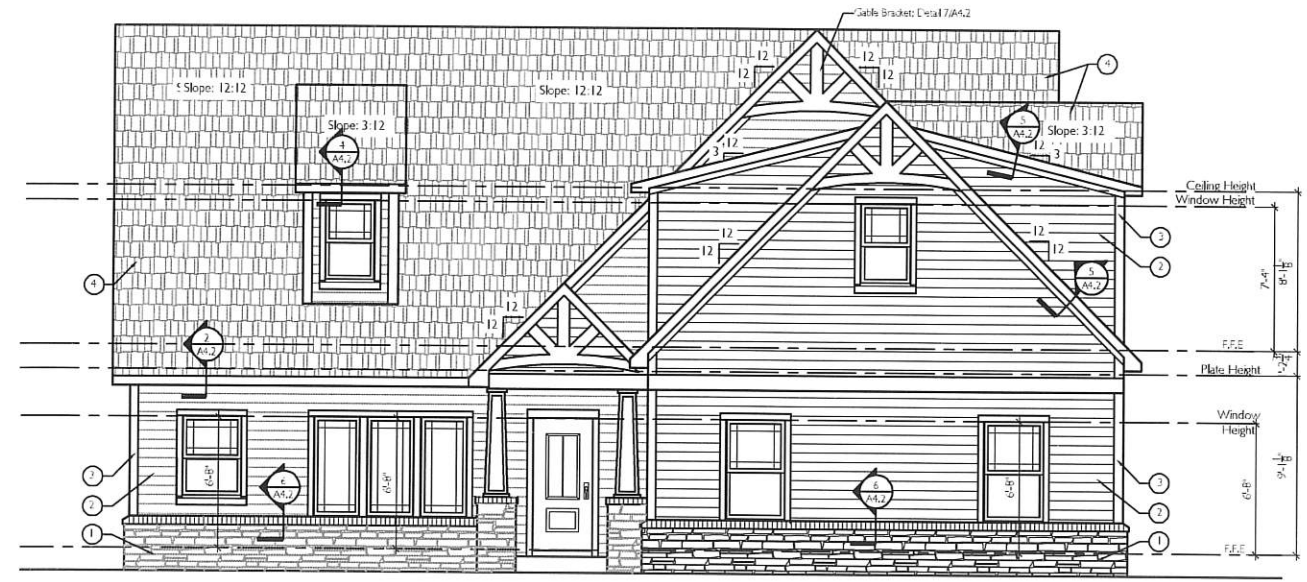 Gable Bracket: Detail 7/A4.2
12
12
12
12
4
Slope: 12:12
Slope: 12:12
5
A4.2
Slope: 3:12
Slope: 3:12
4
A4.2
12
3
3
Ceiling Height
Window Height
12
12
12
12
3
2
4
5
A4.2
7'-4"
8'-1 1/8"
12
12
2
A4.2
F.F.E
Plate Height
Window
Height
3
2
1
6'-8"
6
A4.2
6'-8"
6
A4.2
6'-8"
3
2
1
6'-8"
9'-1 1/8"
F.F.E